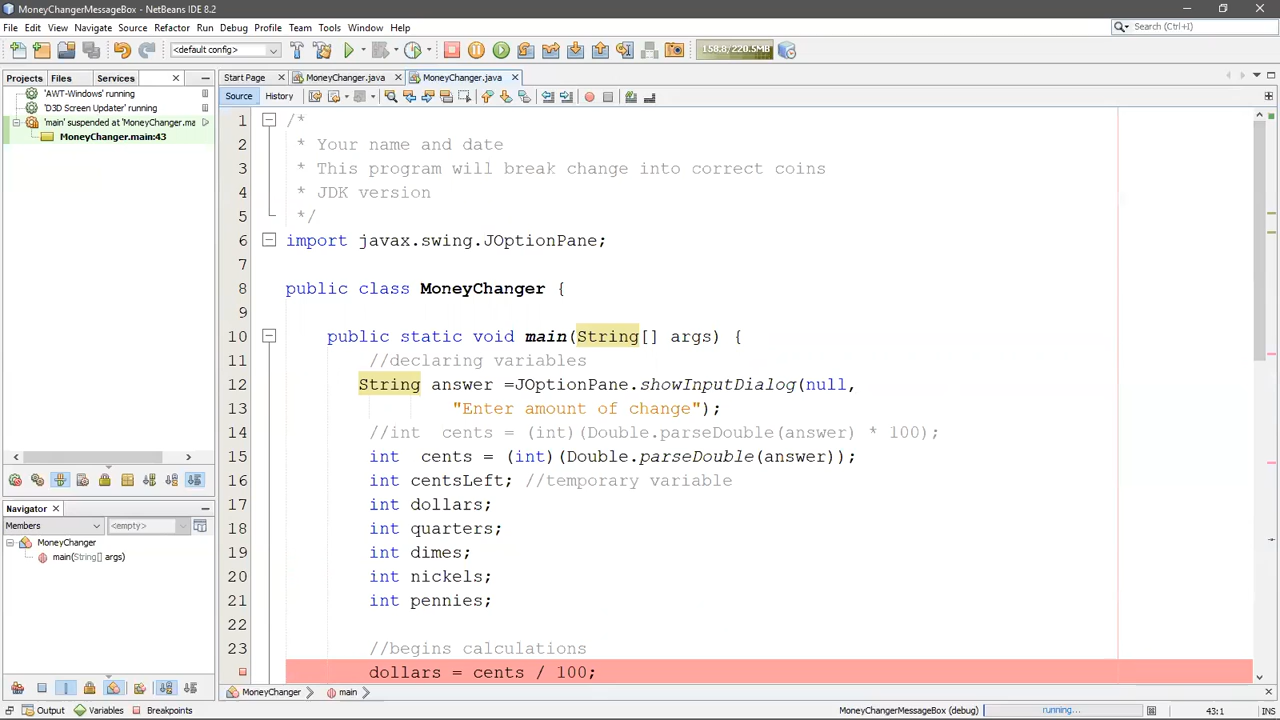 MoneyChangerMessageBox - NetBeans IDE 8.2
File Edit View Navigate Source Refactor Run Debug Profile Team Tools Window Help
Search (Ctrl+I)
<default config>
158.8/220.5MB
Projects Files Services
Start Page MoneyChanger.java MoneyChanger.java
Source History
'AWT-Windows' running
'D3D Screen Updater' running
'main' suspended at 'MoneyChanger.ma
MoneyChanger.main:43
1 /*
2 * Your name and date
3 * This program will break change into correct coins
4 * JDK version
5 */
6 import javax.swing.JOptionPane;
7
8 public class MoneyChanger {
9
10 public static void main(String[] args) {
11 //declaring variables
12 String answer =JOptionPane.showInputDialog(null,
13 "Enter amount of change");
14 //int cents = (int)(Double.parseDouble(answer) * 100);
15 int cents = (int)(Double.parseDouble(answer));
16 int centsLeft; //temporary variable
17 int dollars;
18 int quarters;
19 int dimes;
20 int nickels;
21 int pennies;
22
23 //begins calculations
dollars = cents / 100;
Navigator
Members <empty>
MoneyChanger
main(String[] args)
MoneyChanger main
Output Variables Breakpoints
MoneyChangerMessageBox (debug) running... 43:1 INS